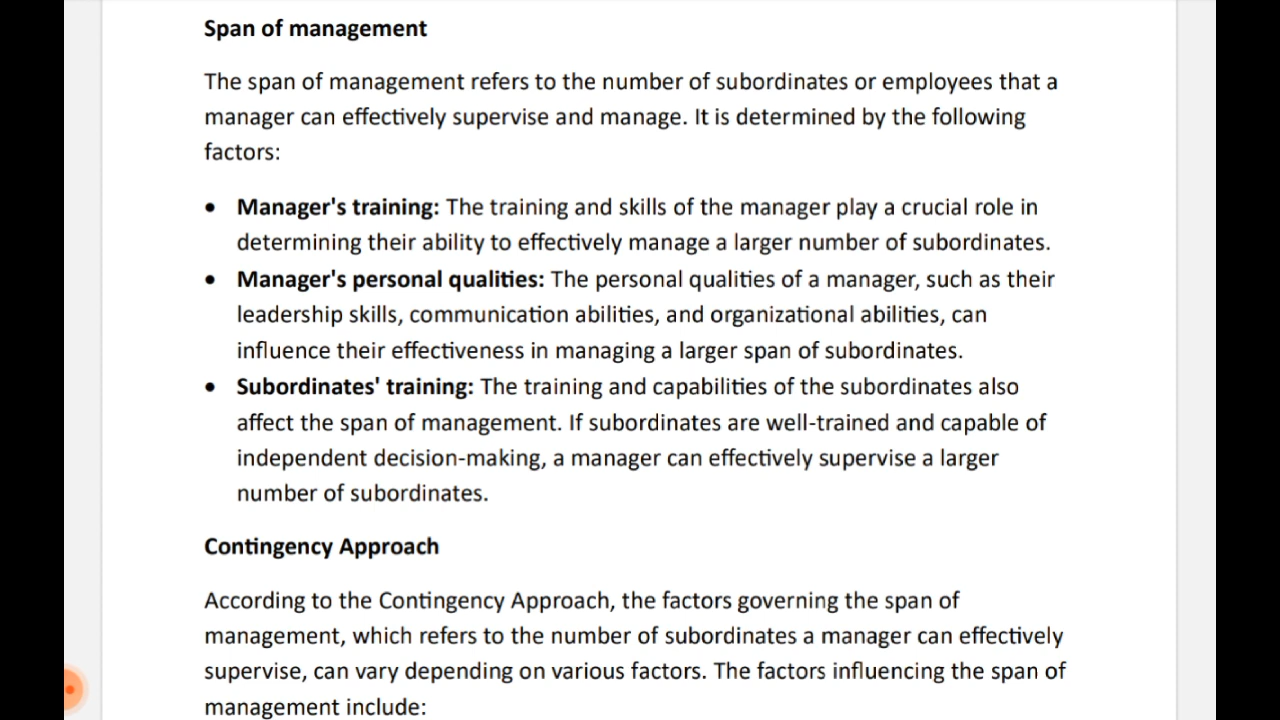 Span of management
The span of management refers to the number of subordinates or employees that a
manager can effectively supervise and manage. It is determined by the following
factors:
• Manager's training: The training and skills of the manager play a crucial role in
determining their ability to effectively manage a larger number of subordinates.
• Manager's personal qualities: The personal qualities of a manager, such as their
leadership skills, communication abilities, and organizational abilities, can
influence their effectiveness in managing a larger span of subordinates.
• Subordinates' training: The training and capabilities of the subordinates also
affect the span of management. If subordinates are well-trained and capable of
independent decision-making, a manager can effectively supervise a larger
number of subordinates.
Contingency Approach
According to the Contingency Approach, the factors governing the span of
management, which refers to the number of subordinates a manager can effectively
supervise, can vary depending on various factors. The factors influencing the span of
management include: